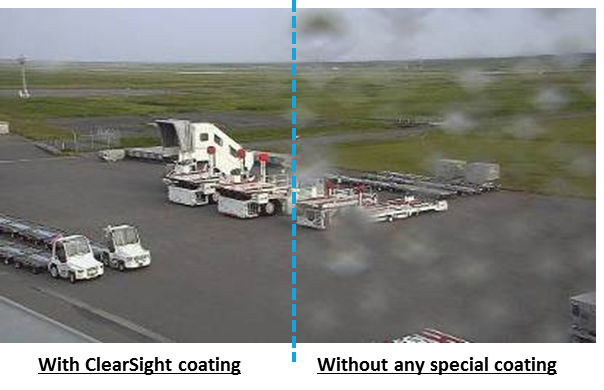 With ClearSight coating
Without any special coating